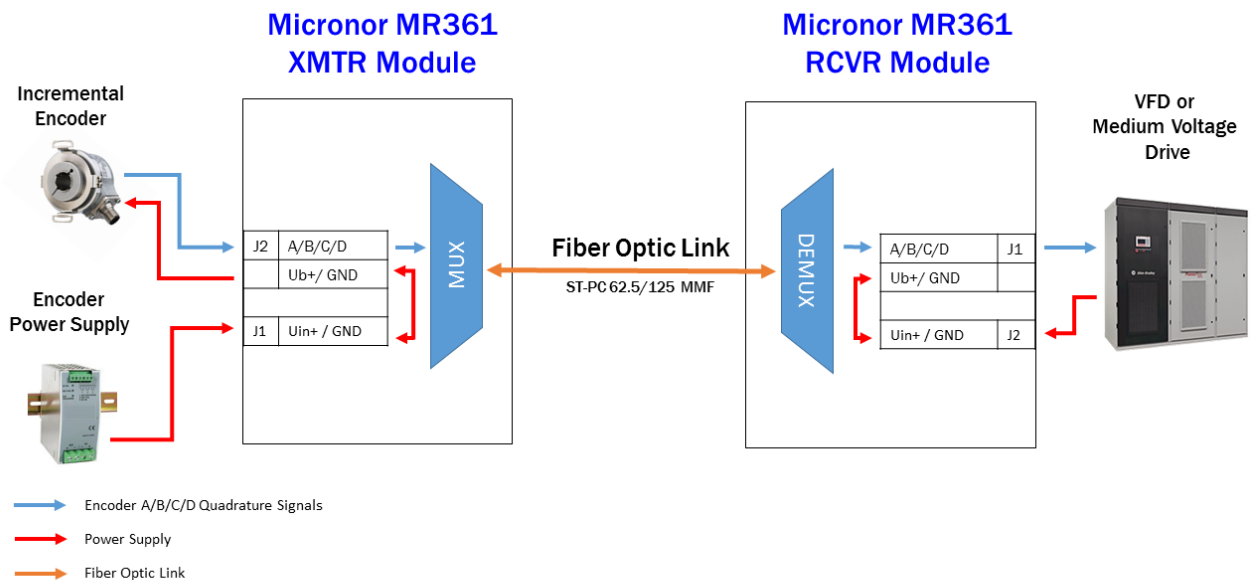 Micronor MR361
XMTR Module
Micronor MR361
RCVR Module
Incremental
Encoder
VFD or
Medium Voltage
Drive
J2 A/B/C/D
Ub+/ GND
J1 Uin+ / GND
MUX
Encoder
Power Supply
Fiber Optic Link
ST-PC 62.5/125 MMF
DEMUX
A/B/C/D J1
Ub+/ GND
Uin+ / GND J2
Encoder A/B/C/D Quadrature Signals
Power Supply
Fiber Optic Link